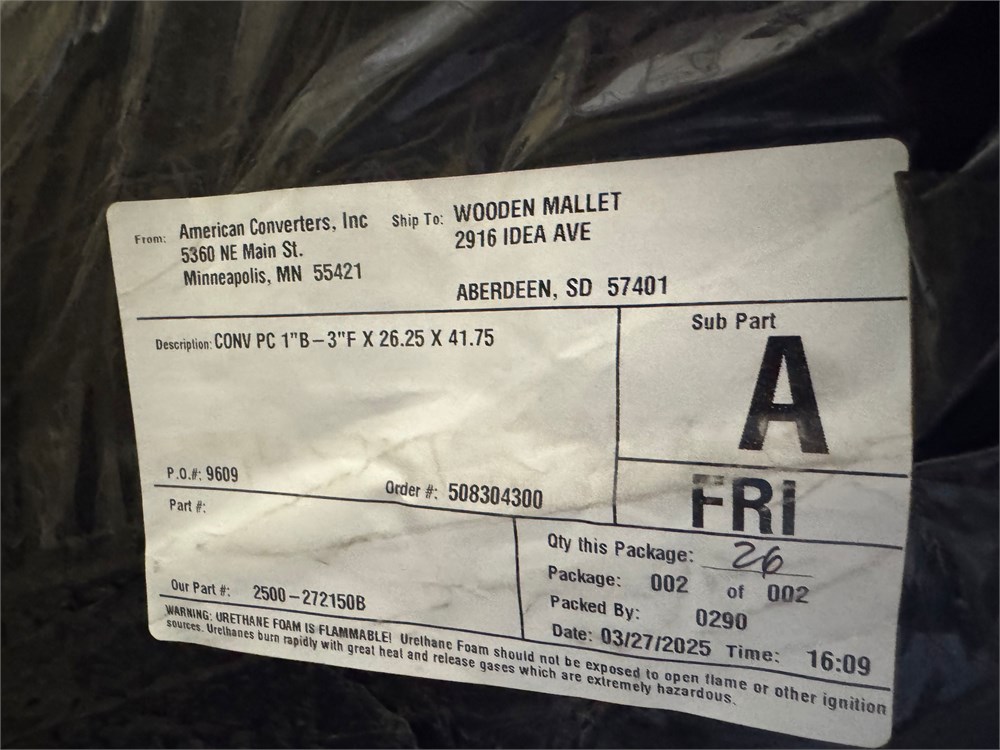 From: American Converters, Inc
5360 NE Main St.
Minneapolis, MN 55421
Ship To: WOODEN MALLET
2916 IDEA AVE
ABERDEEN, SD 57401
Description: CONV PC 1"B-3"F X 26.25 X 41.75
Sub Part
A
P.O.#: 9609
Order #: 508304300
FRI
Part #:
Our Part #: 2500-272150B
Qty this Package: 26
Package: 002 of 002
Packed By: 0290
Date: 03/27/2025 Time: 16:09
WARNING: URETHANE FOAM IS FLAMMABLE! Urethane Foam should not be exposed to open flame or other ignition
sources. Urethanes burn rapidly with great heat and release gases which are extremely hazardous.